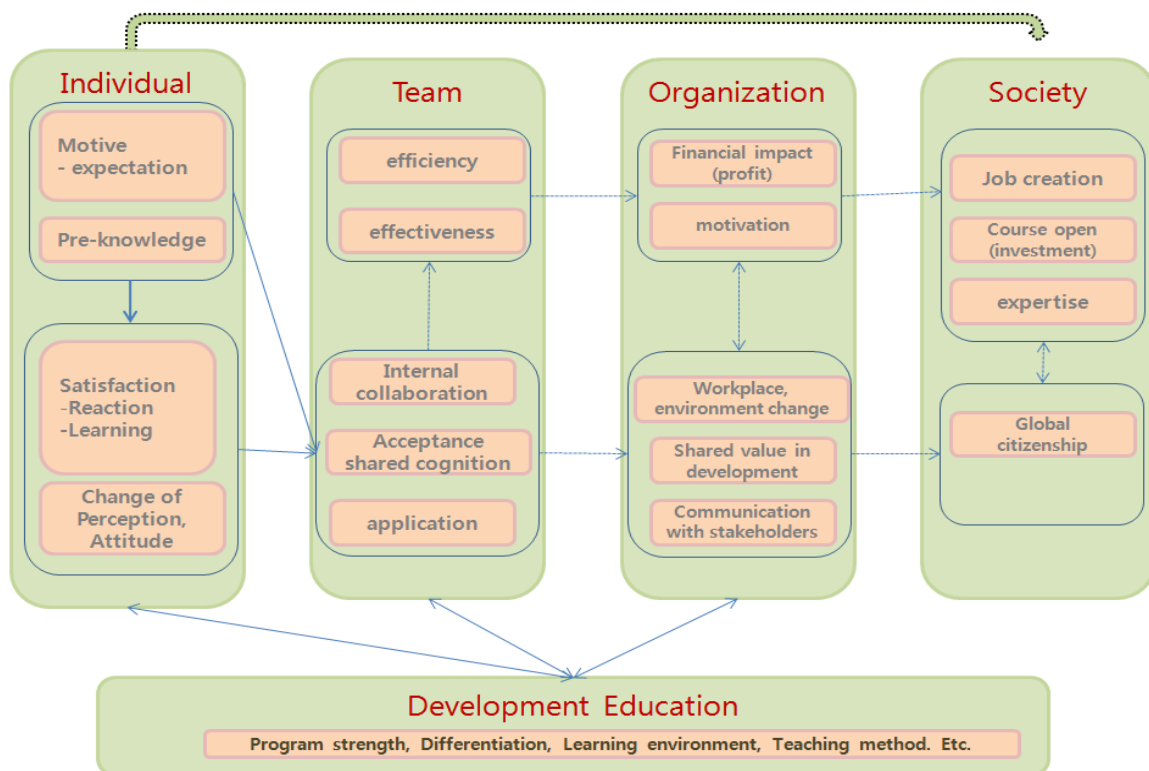 Individual
Motive
- expectation
Pre-knowledge
Satisfaction
-Reaction
-Learning
Change of
Perception,
Attitude
Team
efficiency
effectiveness
Internal
collaboration
Acceptance
shared cognition
application
Organization
Financial impact
(profit)
motivation
Workplace,
environment change
Shared value in
development
Communication
with stakeholders
Society
Job creation
Course open
(investment)
expertise
Global
citizenship
Development Education
Program strength, Differentiation, Learning environment, Teaching method. Etc.